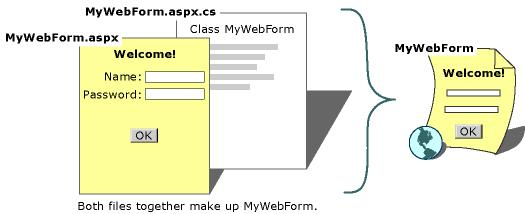 MyWebForm.aspx.cs
Class MyWebForm
MyWebForm.aspx
Welcome!
Name:
Password:
OK
MyWebForm
Welcome!
OK
Both files together make up MyWebForm.